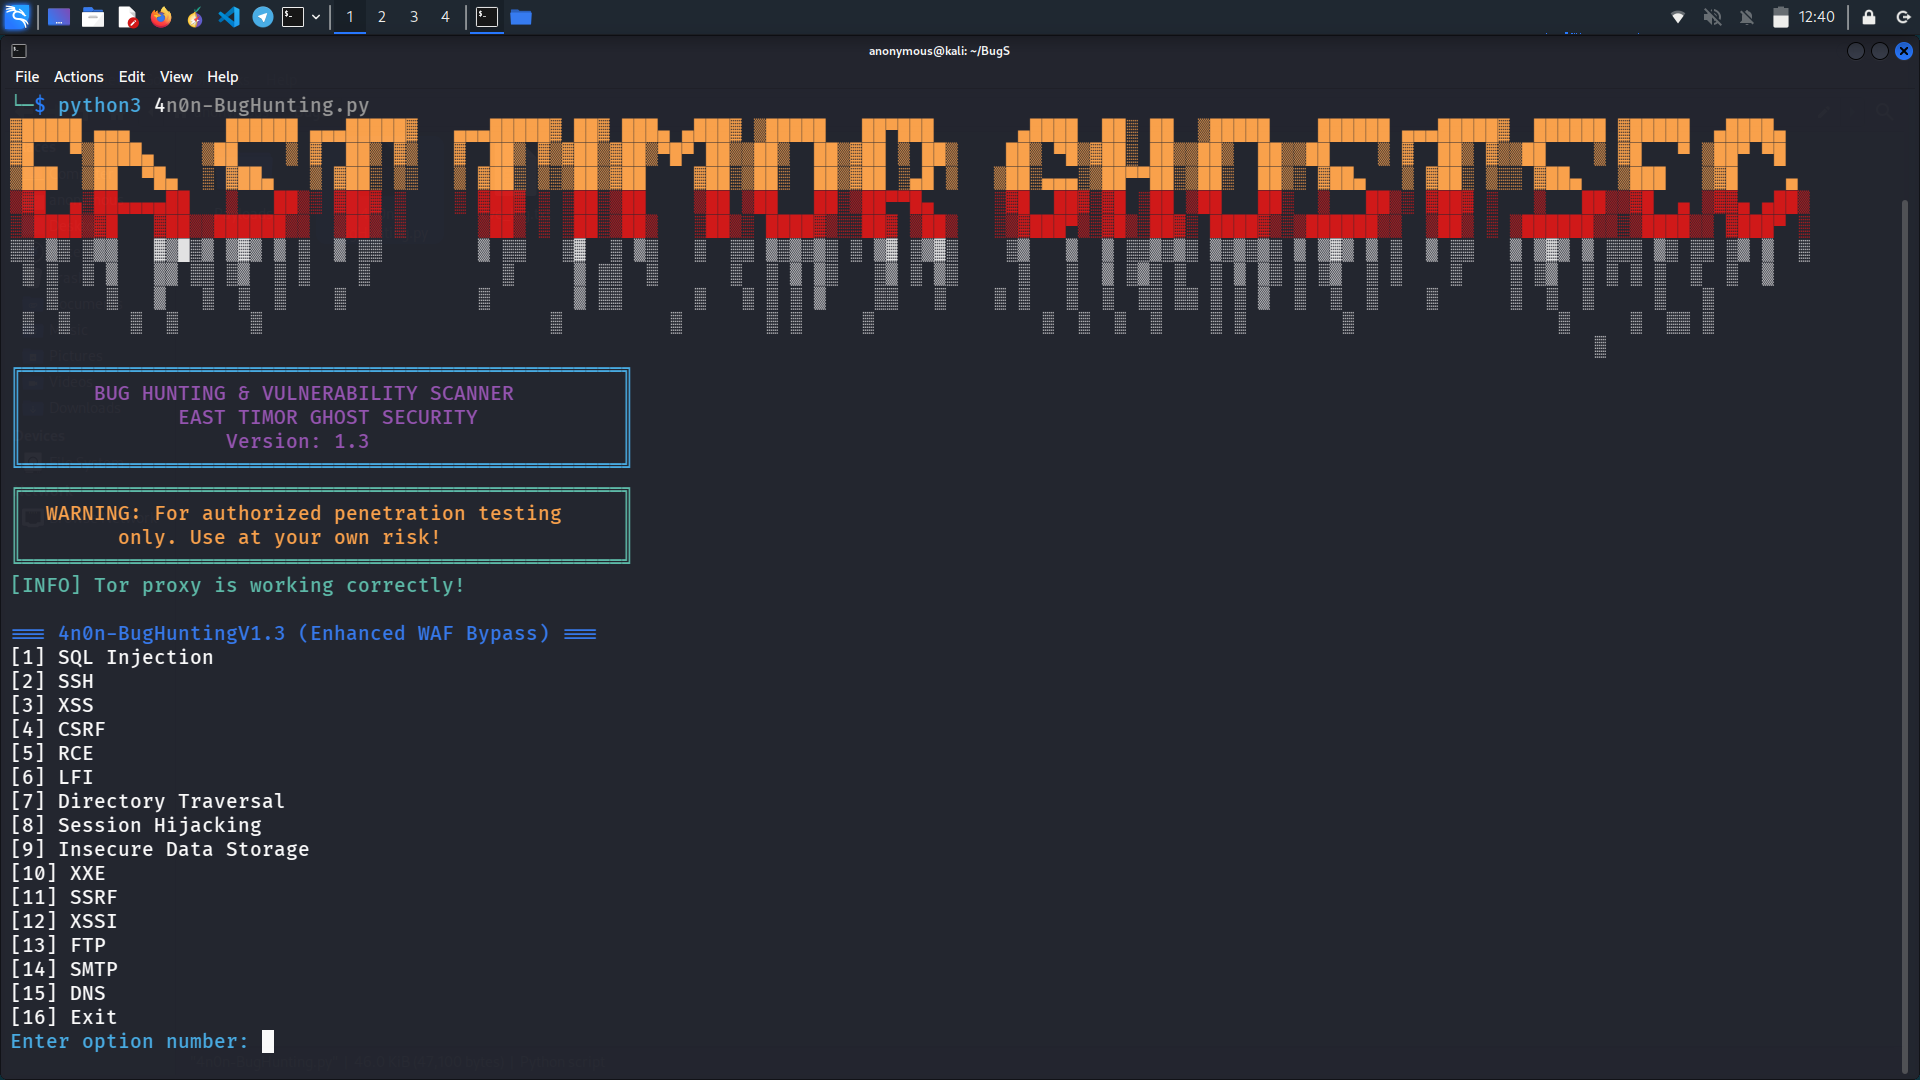 1 2 3 4 12:40
anonymous@kali: ~/BugS
File Actions Edit View Help
└─$ python3 4n0n-BugHunting.py
EAST TIMOR GHOSTSEC
BUG HUNTING & VULNERABILITY SCANNER
EAST TIMOR GHOST SECURITY
Version: 1.3
WARNING: For authorized penetration testing
only. Use at your own risk!
[INFO] Tor proxy is working correctly!
=== 4n0n-BugHuntingV1.3 (Enhanced WAF Bypass) ===
[1] SQL Injection
[2] SSH
[3] XSS
[4] CSRF
[5] RCE
[6] LFI
[7] Directory Traversal
[8] Session Hijacking
[9] Insecure Data Storage
[10] XXE
[11] SSRF
[12] XSSI
[13] FTP
[14] SMTP
[15] DNS
[16] Exit
Enter option number: